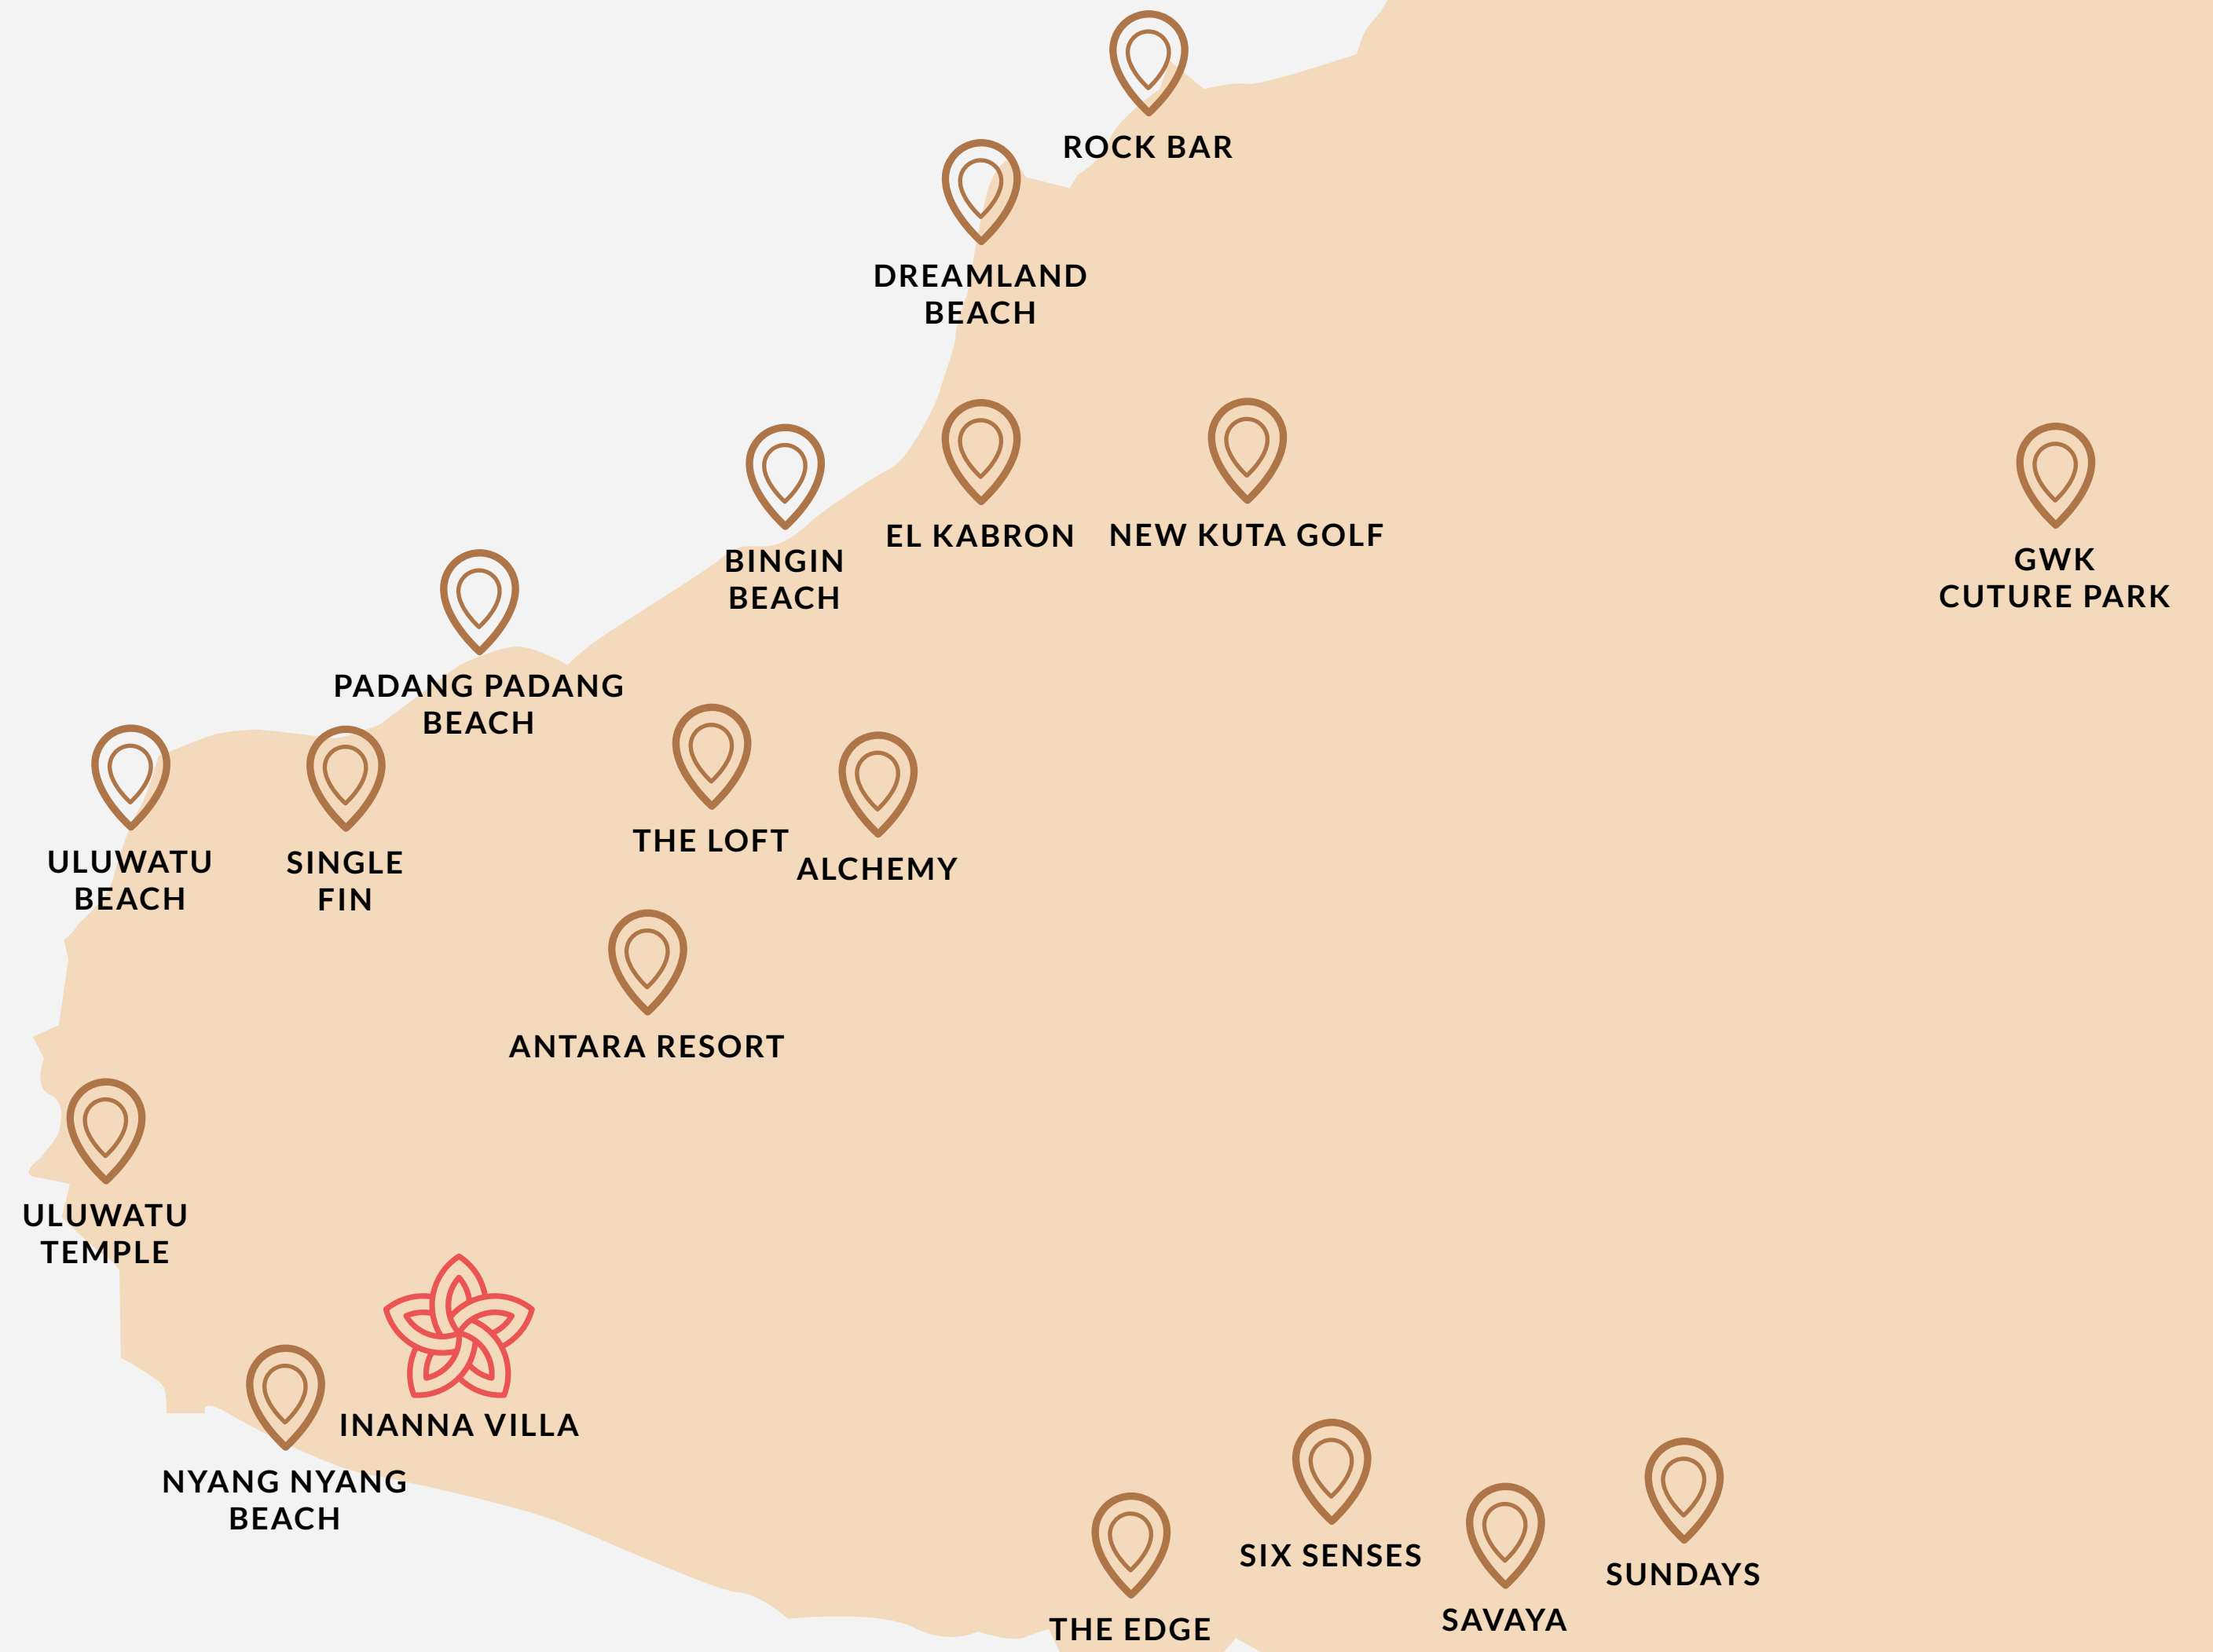 ROCK BAR
DREAMLAND
BEACH
EL KABRON
NEW KUTA GOLF
BINGIN
BEACH
GWK
CUTURE PARK
PADANG PADANG
BEACH
THE LOFT
ALCHEMY
ULUWATU
BEACH
SINGLE
FIN
ANTARA RESORT
ULUWATU
TEMPLE
INANNA VILLA
NYANG NYANG
BEACH
SIX SENSES
SUNDAYS
SAVAYA
THE EDGE